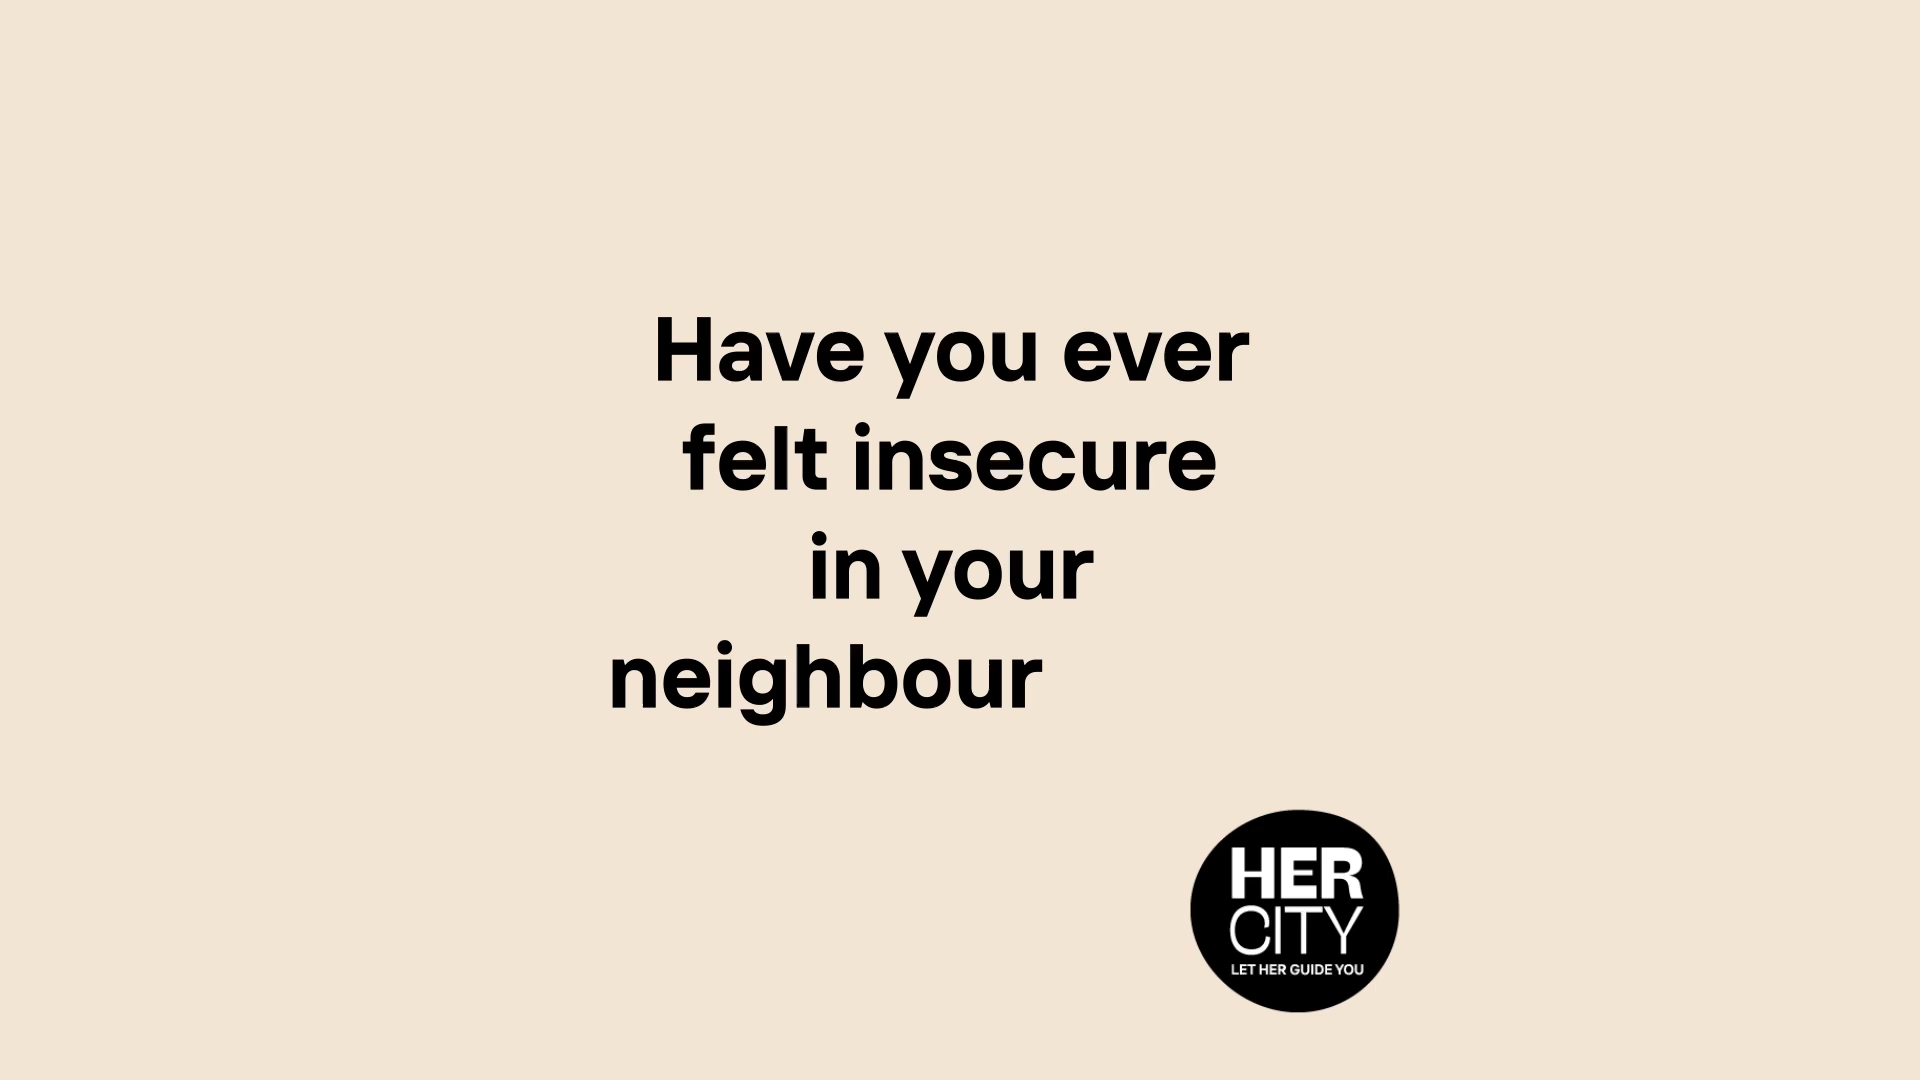 Have you ever
felt insecure
in your
neighbour
HER
CITY
LET HER GUIDE YOU